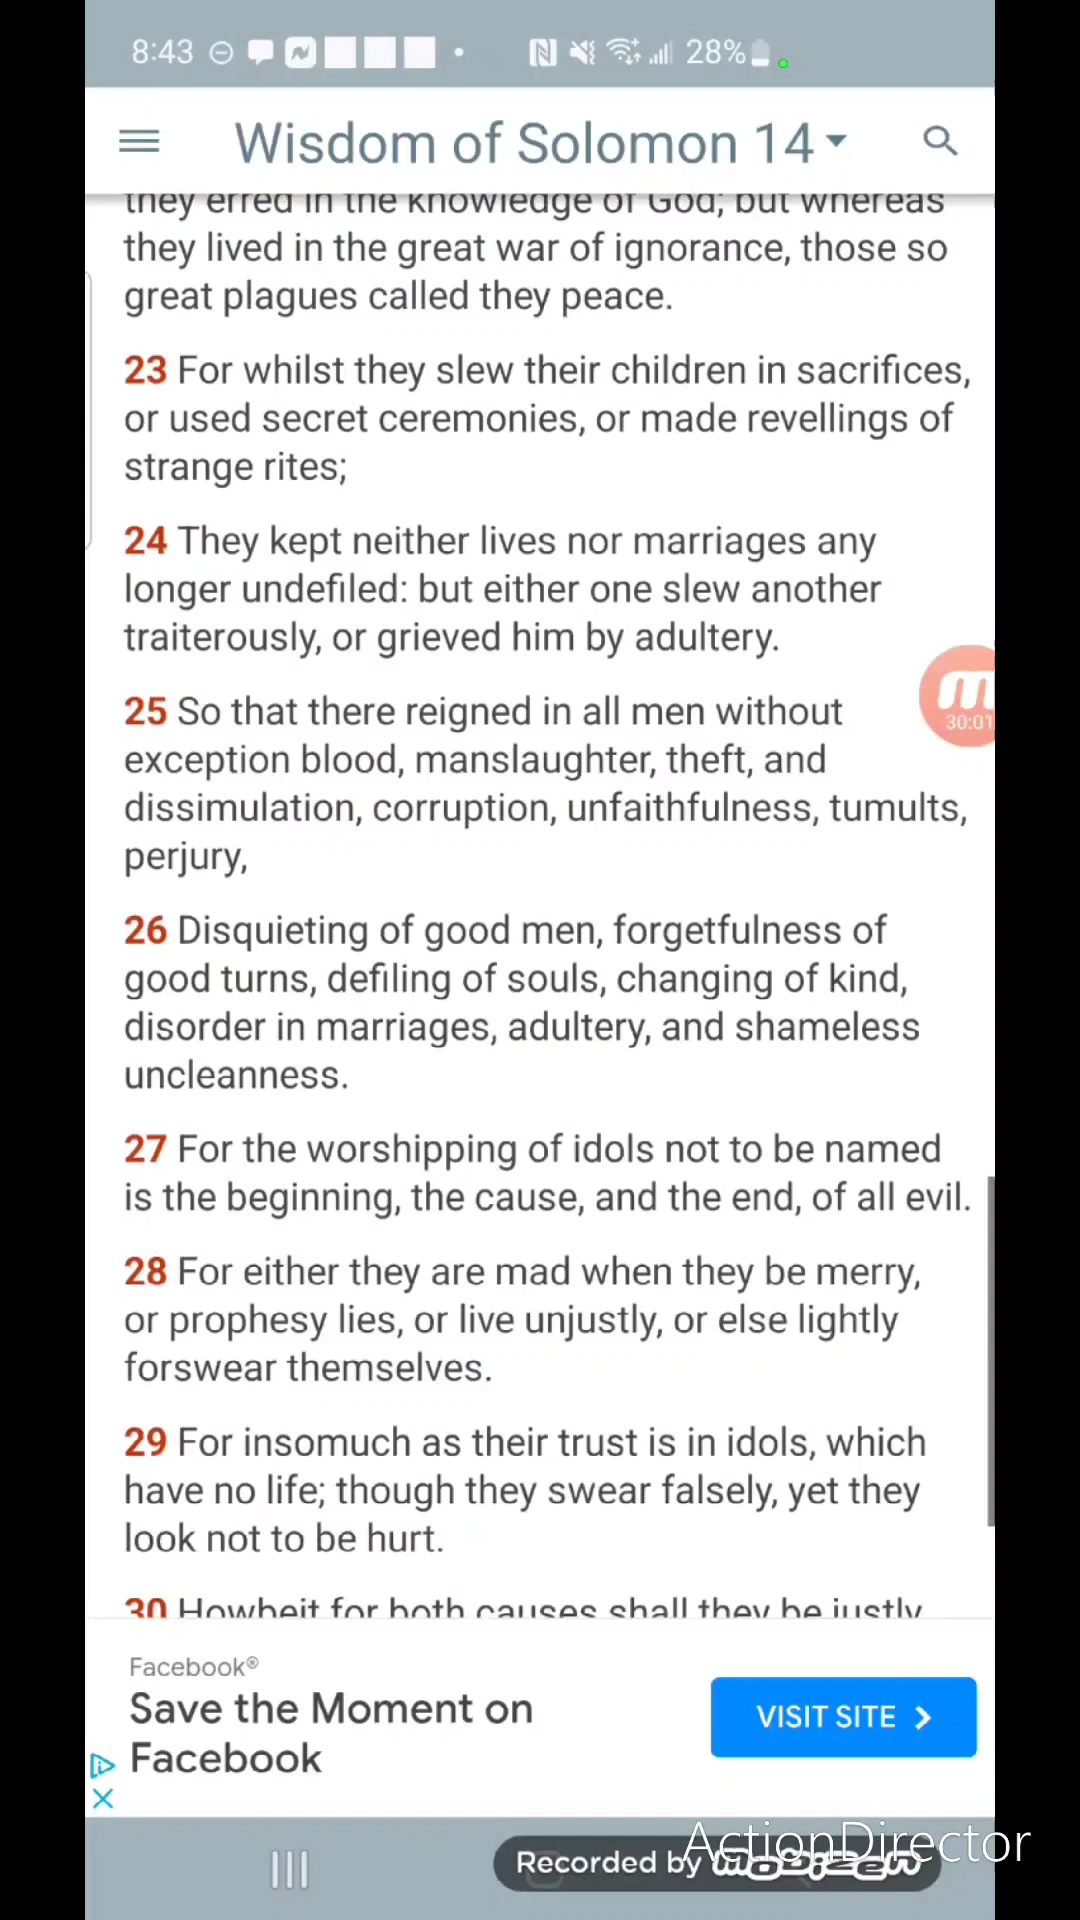 8:43
28%
Wisdom of Solomon 14
they erred in the knowledge of God; but whereas
they lived in the great war of ignorance, those so
great plagues called they peace.
23 For whilst they slew their children in sacrifices,
or used secret ceremonies, or made revellings of
strange rites;
24 They kept neither lives nor marriages any
longer undefiled: but either one slew another
traiterously, or grieved him by adultery.
25 So that there reigned in all men without
exception blood, manslaughter, theft, and
dissimulation, corruption, unfaithfulness, tumults,
perjury,
30:01
26 Disquieting of good men, forgetfulness of
good turns, defiling of souls, changing of kind,
disorder in marriages, adultery, and shameless
uncleanness.
27 For the worshipping of idols not to be named
is the beginning, the cause, and the end, of all evil.
28 For either they are mad when they be merry,
or prophesy lies, or live unjustly, or else lightly
forswear themselves.
29 For insomuch as their trust is in idols, which
have no life; though they swear falsely, yet they
look not to be hurt.
30 Howbeit for both causes shall they be justly
Facebook®
Save the Moment on
Facebook
VISIT SITE
ActionDirector
Recorded by MOBIZEN